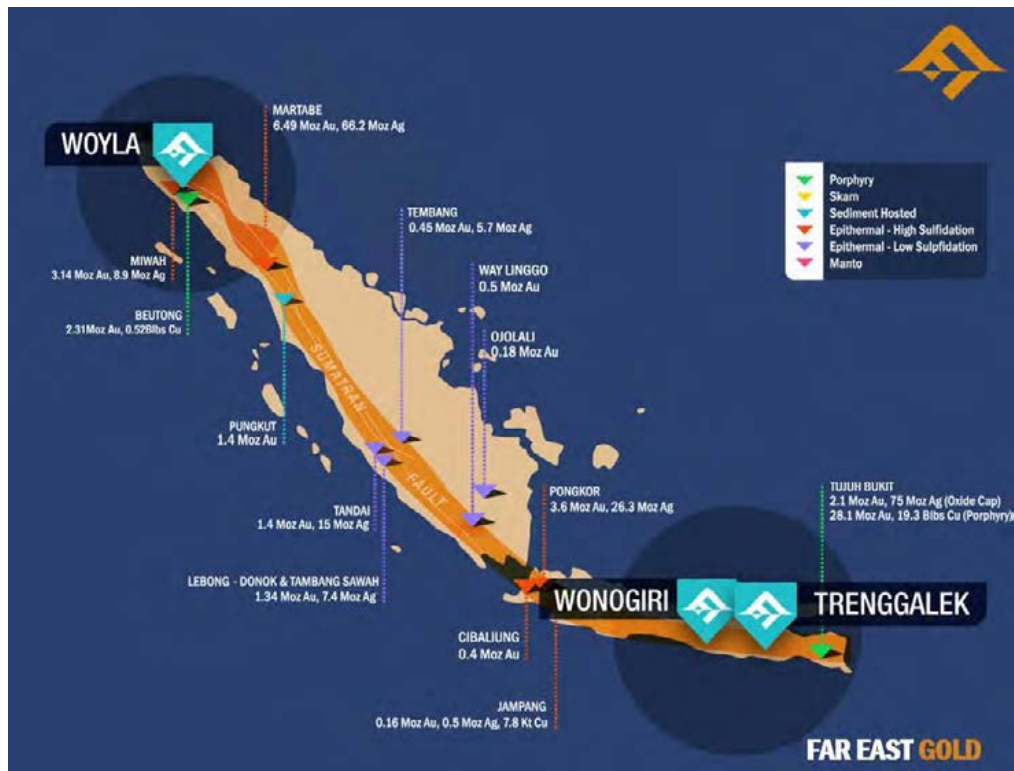 MARTABE
6.49 Moz Au, 66.2 Moz Ag
WOYLA
Porphyry
Skarn
Sediment Hosted
Epithermal - High Sulfidation
Epithermal - Low Sulpfidation
Manto
TEMBANG
0.45 Moz Au, 5.7 Moz Ag
MIWAH
3.14 Moz Au, 8.9 Moz Ag
WAY LINGGO
0.5 Moz Au
BEUTONG
2.31Moz Au, 0.52Blbs Cu
OJOLALI
0.18 Moz Au
SUMATRAN
FAULT
PUNGKUT
1.4 Moz Au
PONGKOR
3.6 Moz Au, 26.3 Moz Ag
TUJUH BUKIT
2.1 Moz Au, 75 Moz Ag (Oxide Cap)
28.1 Moz Au, 19.3 Blbs Cu (Porphyry)
TANDAI
1.4 Moz Au, 15 Moz Ag
LEBONG - DONOK & TAMBANG SAWAH
1.34 Moz Au, 7.4 Moz Ag
WONOGIRI
TRENGGALEK
CIBALIUNG
0.4 Moz Au
JAMPANG
0.16 Moz Au, 0.5 Moz Ag, 7.8 Kt Cu
FAR EAST GOLD